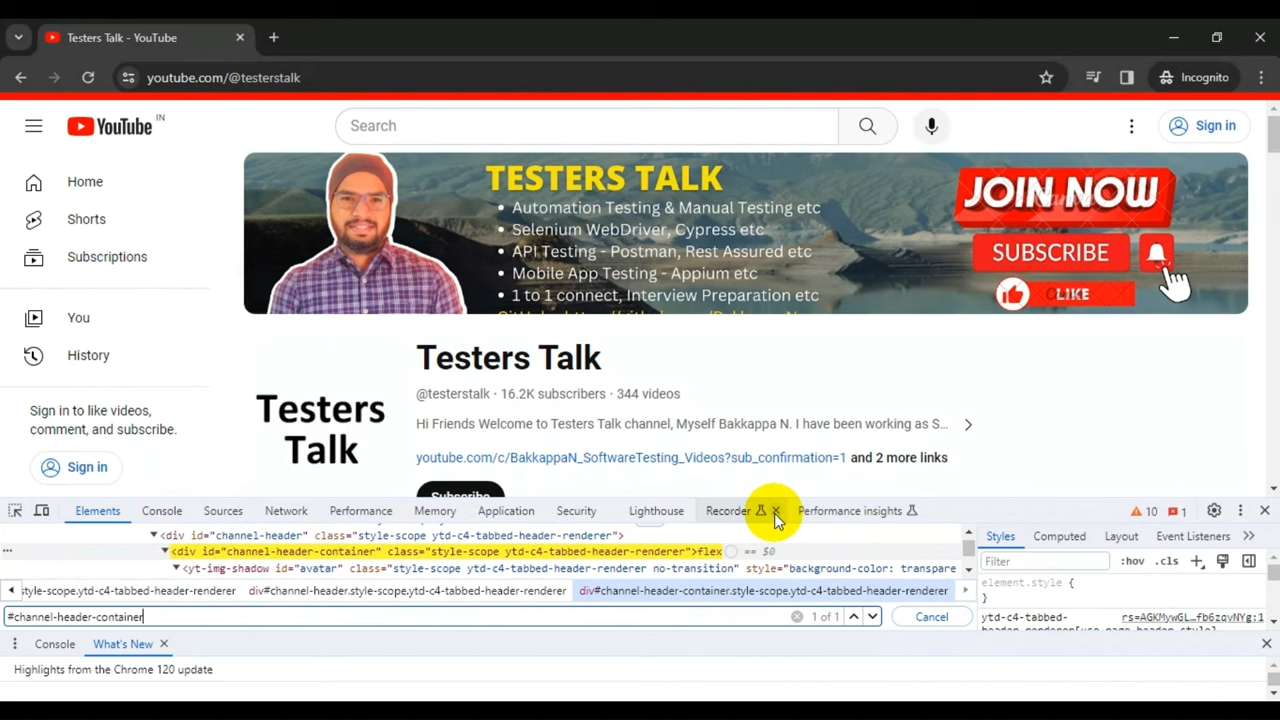 Testers Talk - YouTube
youtube.com/@testerstalk
Incognito
YouTube IN
Search
Sign in
Home
Shorts
Subscriptions
You
History
Sign in to like videos,
comment, and subscribe.
Sign in
TESTERS TALK
• Automation Testing & Manual Testing etc
• Selenium WebDriver, Cypress etc
• API Testing - Postman, Rest Assured etc
• Mobile App Testing - Appium etc
• 1 to 1 connect, Interview Preparation etc
JOIN NOW
SUBSCRIBE
LIKE
Testers
Talk
Testers Talk
@testerstalk · 16.2K subscribers · 344 videos
Hi Friends Welcome to Testers Talk channel, Myself Bakkappa N. I have been working as S...
youtube.com/c/BakkappaN_SoftwareTesting_Videos?sub_confirmation=1 and 2 more links
Subscribe
Elements Console Sources Network Performance Memory Application Security Lighthouse Recorder Performance insights 10 1
<div id="channel-header" class="style-scope ytd-c4-tabbed-header-renderer">
<div id="channel-header-container" class="style-scope ytd-c4-tabbed-header-renderer">flex == $0
<yt-img-shadow id="avatar" class="style-scope ytd-c4-tabbed-header-renderer no-transition" style="background-color: transpare
style-scope.ytd-c4-tabbed-header-renderer div#channel-header.style-scope.ytd-c4-tabbed-header-renderer div#channel-header-container.style-scope.ytd-c4-tabbed-header-renderer
#channel-header-container 1 of 1 Cancel
Styles Computed Layout Event Listeners
Filter :hov .cls
element.style {
}
ytd-c4-tabbed- rs=AGKMywGL…fb6zqvNYg:1
Console What's New
Highlights from the Chrome 120 update